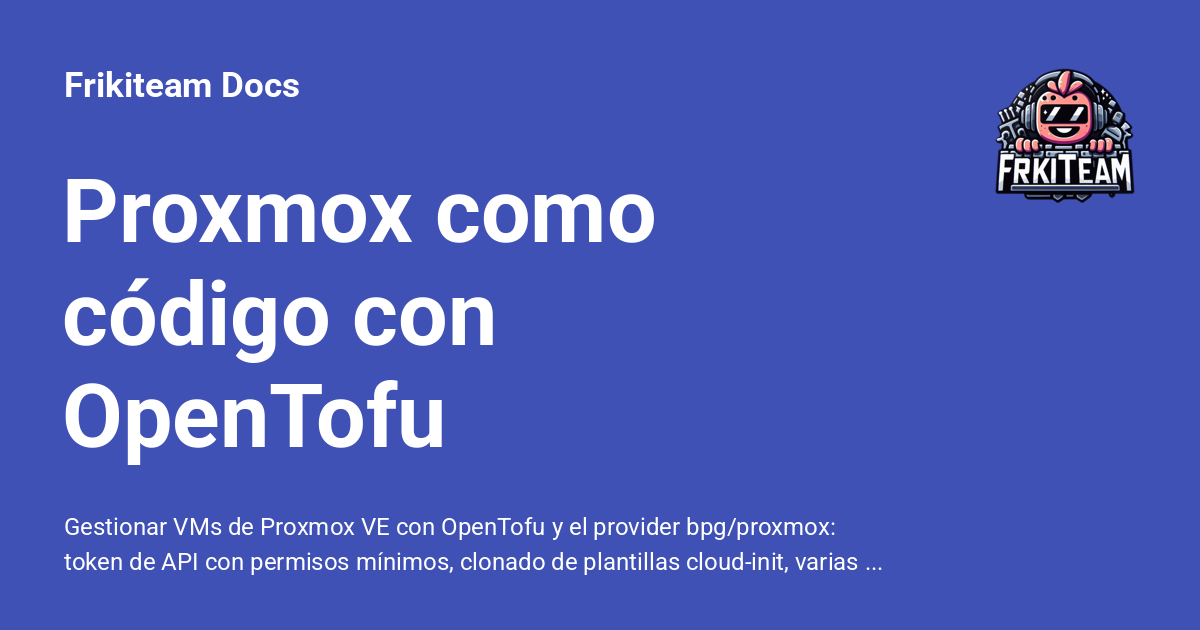 Frikiteam Docs
FRKITEAM
Proxmox como
código con
OpenTofu
Gestionar VMs de Proxmox VE con OpenTofu y el provider bpg/proxmox:
token de API con permisos mínimos, clonado de plantillas cloud-init, varias ...